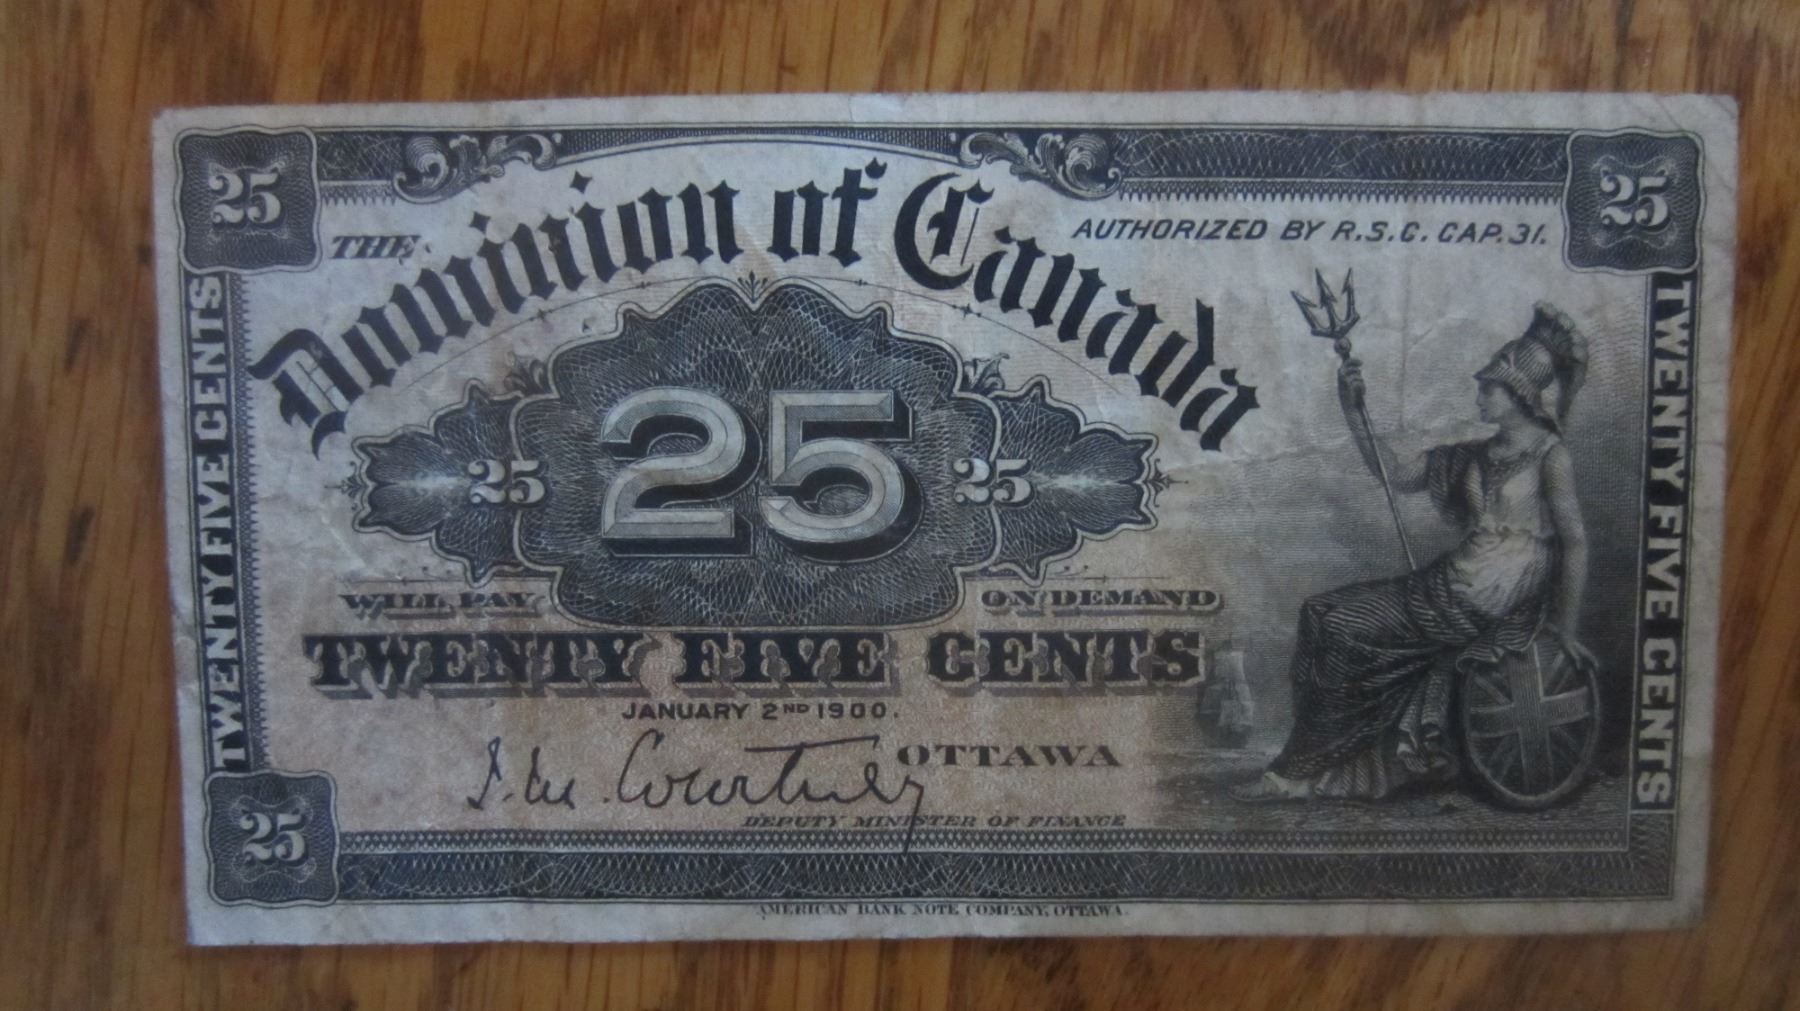 25
25
THE
Dominion of Canada
AUTHORIZED BY R.S.C. CAP. 31.
TWENTY FIVE CENTS
25
25
25
TWENTY FIVE CENTS
WILL PAY
ON DEMAND
TWENTY FIVE CENTS
JANUARY 2ND 1900.
J. M. Courtney
OTTAWA
DEPUTY MINISTER OF FINANCE
25
AMERICAN BANK NOTE COMPANY, OTTAWA.